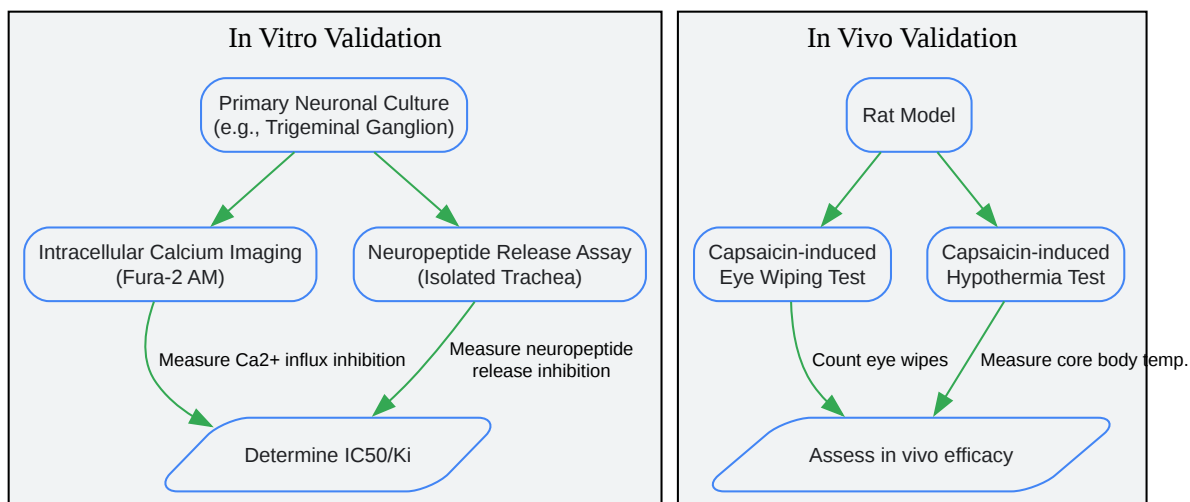 In Vitro Validation
Primary Neuronal Culture
(e.g., Trigeminal Ganglion)
Intracellular Calcium Imaging
(Fura-2 AM)
Neuropeptide Release Assay
(Isolated Trachea)
Measure Ca2+ influx inhibition
Measure neuropeptide
release inhibition
Determine IC50/Ki
In Vivo Validation
Rat Model
Capsaicin-induced
Eye Wiping Test
Capsaicin-induced
Hypothermia Test
Count eye wipes
Measure core body temp.
Assess in vivo efficacy